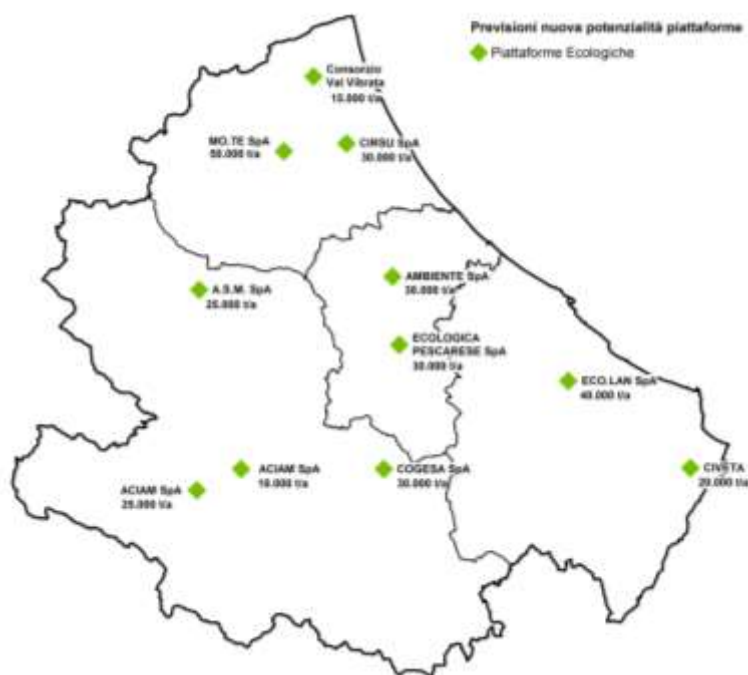 Previsioni nuova potenzialità piattaforme
Piattaforme Ecologiche
Consorzio
Val Vibrata
15.000 t/a
MO.TE SpA
50.000 t/a
CIRSU SpA
30.000 t/a
AMBIENTE SpA
30.000 t/a
A.S.M. SpA
25.000 t/a
ECOLOGICA
PESCARESE SpA
30.000 t/a
ECO.LAN SpA
40.000 t/a
ACIAM SpA
10.000 t/a
COGESA SpA
30.000 t/a
CIVETA
20.000 t/a
ACIAM SpA
25.000 t/a